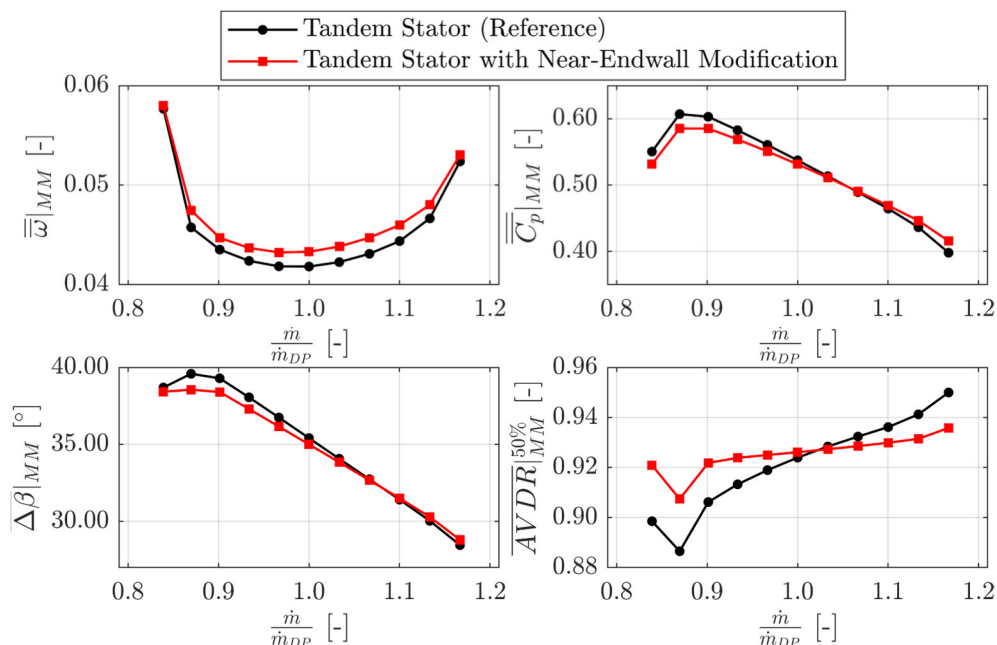 Tandem Stator (Reference)
Tandem Stator with Near-Endwall Modification
0.06
0.05
0.04
0.8 0.9 1.0 1.1 1.2
ω̿|MM [-]
ṁ/ṁDP [-]
0.60
0.50
0.40
0.8 0.9 1.0 1.1 1.2
C̿p|MM [-]
ṁ/ṁDP [-]
40.00
35.00
30.00
0.8 0.9 1.0 1.1 1.2
Δ̅β̅|MM [°]
ṁ/ṁDP [-]
0.96
0.94
0.92
0.90
0.88
0.8 0.9 1.0 1.1 1.2
A̅V̅D̅R̅|50%MM [-]
ṁ/ṁDP [-]